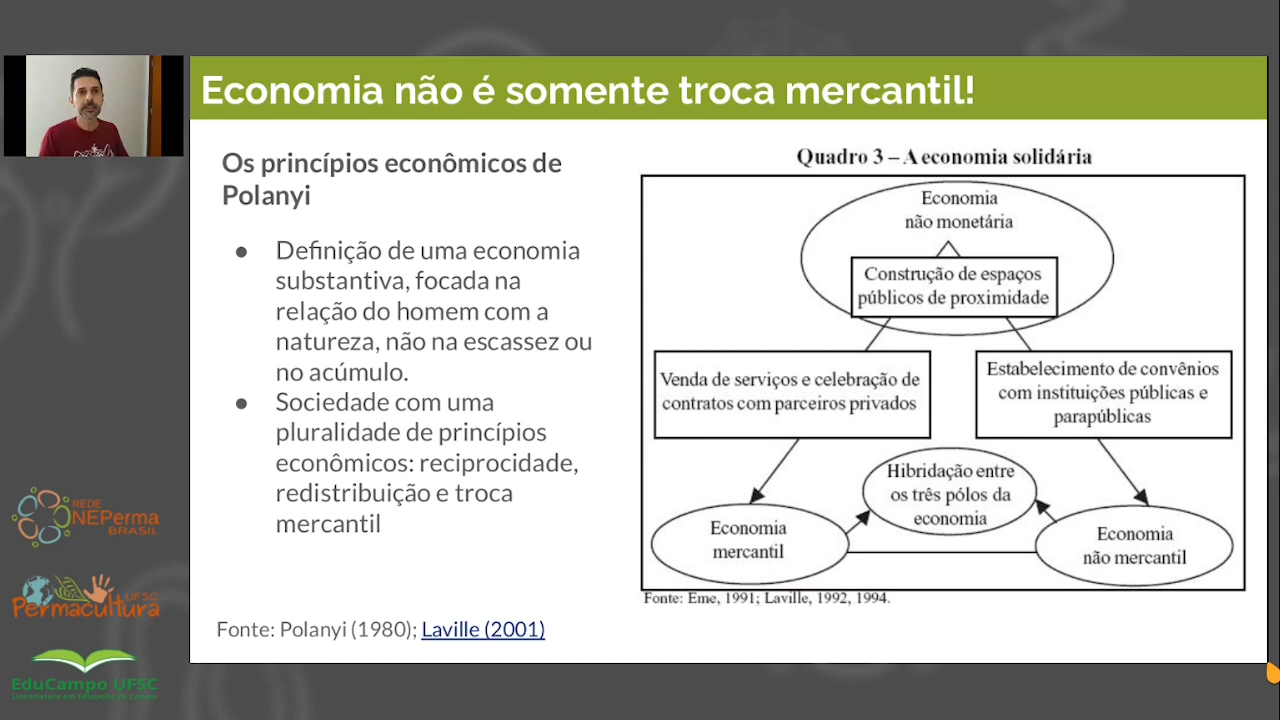 Economia não é somente troca mercantil!
Os princípios econômicos de
Polanyi
● Definição de uma economia
substantiva, focada na
relação do homem com a
natureza, não na escassez ou
no acúmulo.
● Sociedade com uma
pluralidade de princípios
econômicos: reciprocidade,
redistribuição e troca
mercantil
Fonte: Polanyi (1980); Laville (2001)
Quadro 3 – A economia solidária
Economia
não monetária
Construção de espaços
públicos de proximidade
Venda de serviços e celebração de
contratos com parceiros privados
Estabelecimento de convênios
com instituições públicas e
parapúblicas
Hibridação entre
os três pólos da
economia
Economia
mercantil
Economia
não mercantil
Fonte: Eme, 1991; Laville, 1992, 1994.
REDE
NEPerma
BRASIL
UFSC
Permacultura
EduCampo UFSC
Licenciatura em Educação do Campo